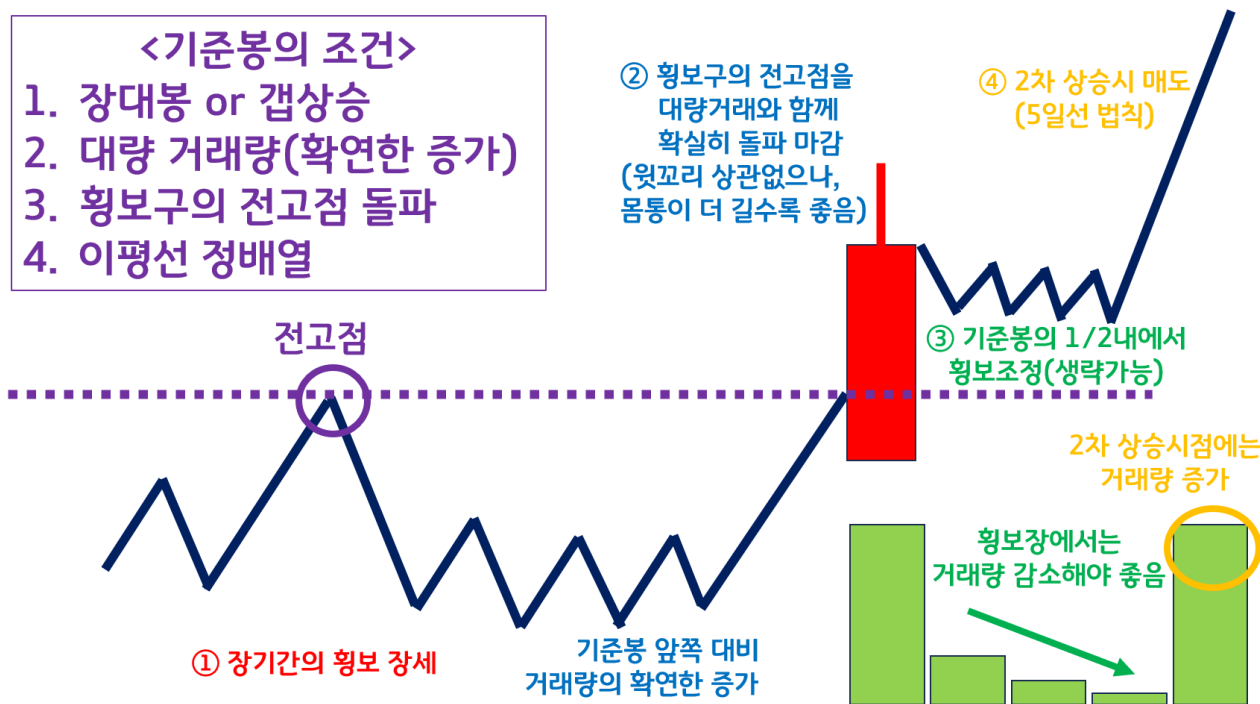 <기준봉의 조건>
1. 장대봉 or 갭상승
2. 대량 거래량(확연한 증가)
3. 횡보구의 전고점 돌파
4. 이평선 정배열
② 횡보구의 전고점을
대량거래와 함께
확실히 돌파 마감
(윗꼬리 상관없으나,
몸통이 더 길수록 좋음)
④ 2차 상승시 매도
(5일선 법칙)
전고점
③ 기준봉의 1/2내에서
횡보조정(생략가능)
2차 상승시점에는
거래량 증가
횡보장에서는
거래량 감소해야 좋음
① 장기간의 횡보 장세
기준봉 앞쪽 대비
거래량의 확연한 증가